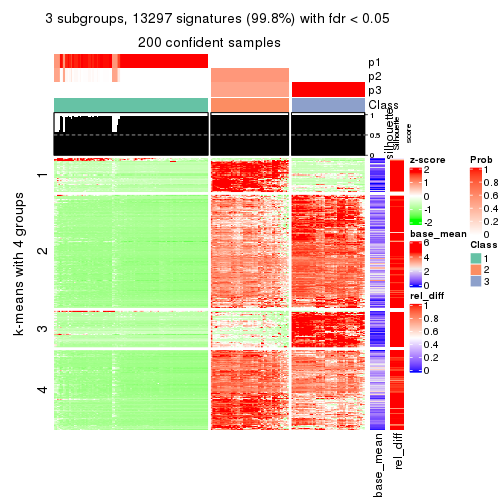 3 subgroups, 13297 signatures (99.8%) with fdr < 0.05
200 confident samples
p1
p2
p3
Class
1
0.5
0
silhouette
Silhouette
score
k-means with 4 groups
1
2
3
4
base_mean
rel_diff
z-score
2
1
0
-1
-2
base_mean
6
4
2
0
rel_diff
1
0.8
0.6
0.4
0.2
0
Prob
1
0.8
0.6
0.4
0.2
0
Class
1
2
3